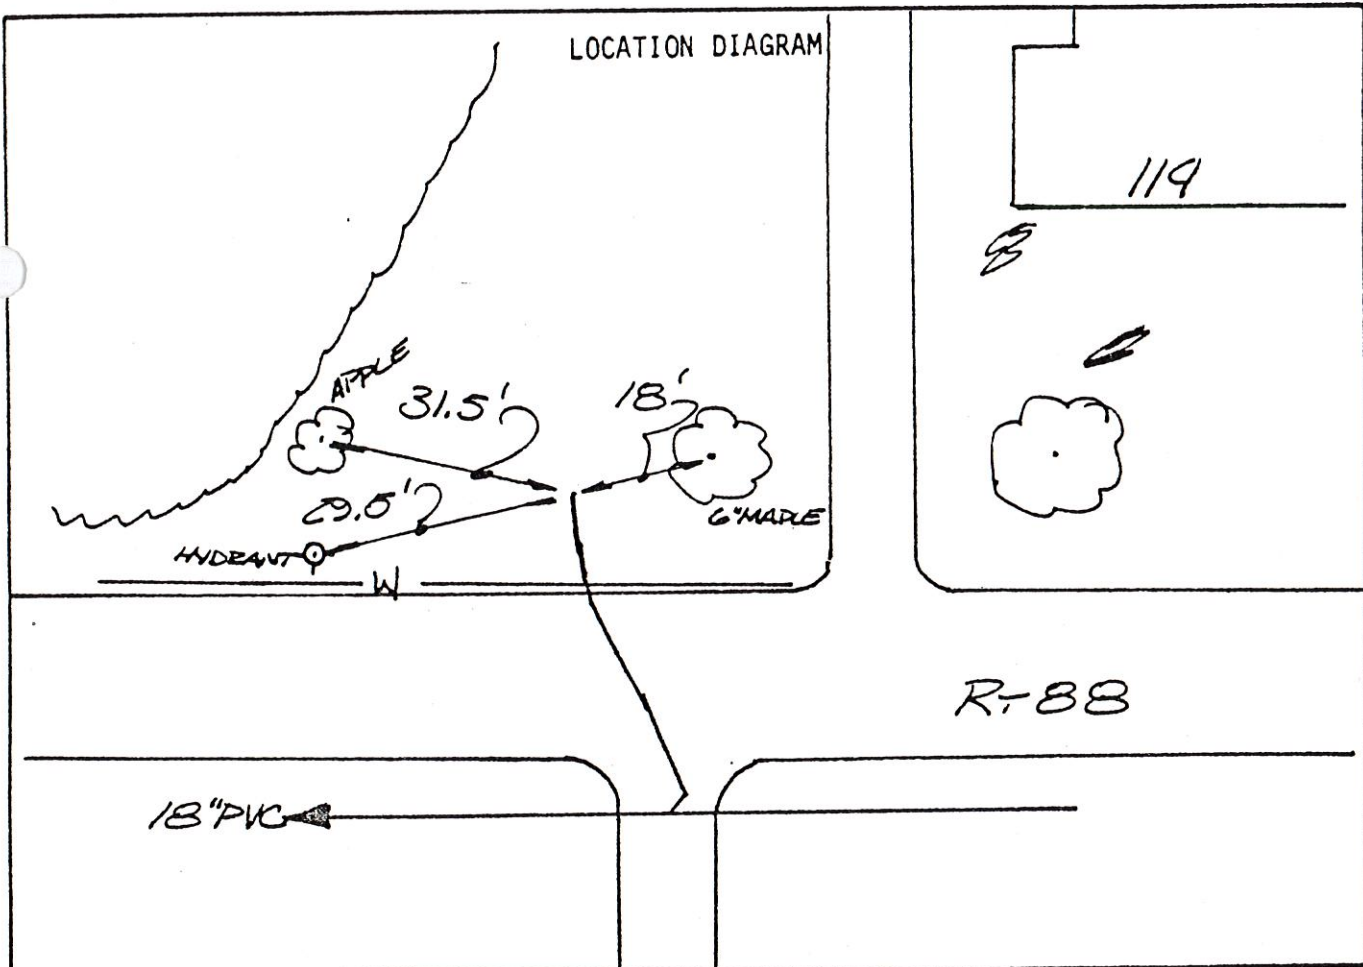 LOCATION DIAGRAM
119
APPLE
31.5'
18'
29.5'
6"MAPLE
HYDRANT
W
RT-88
18"PVC